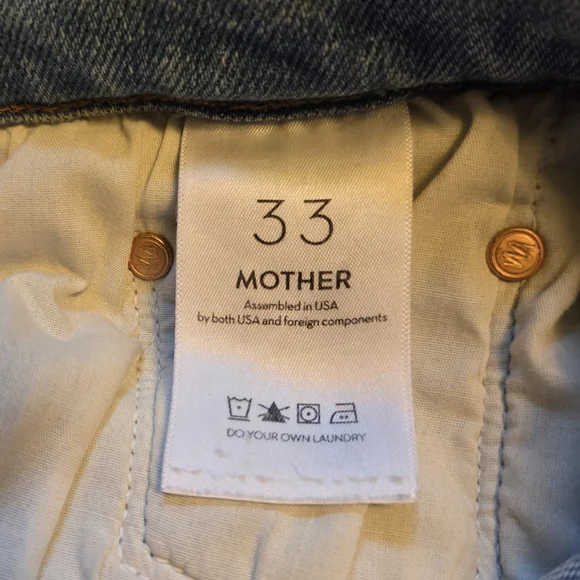 33
MOTHER
Assembled in USA
by both USA and foreign components
DO YOUR OWN LAUNDRY